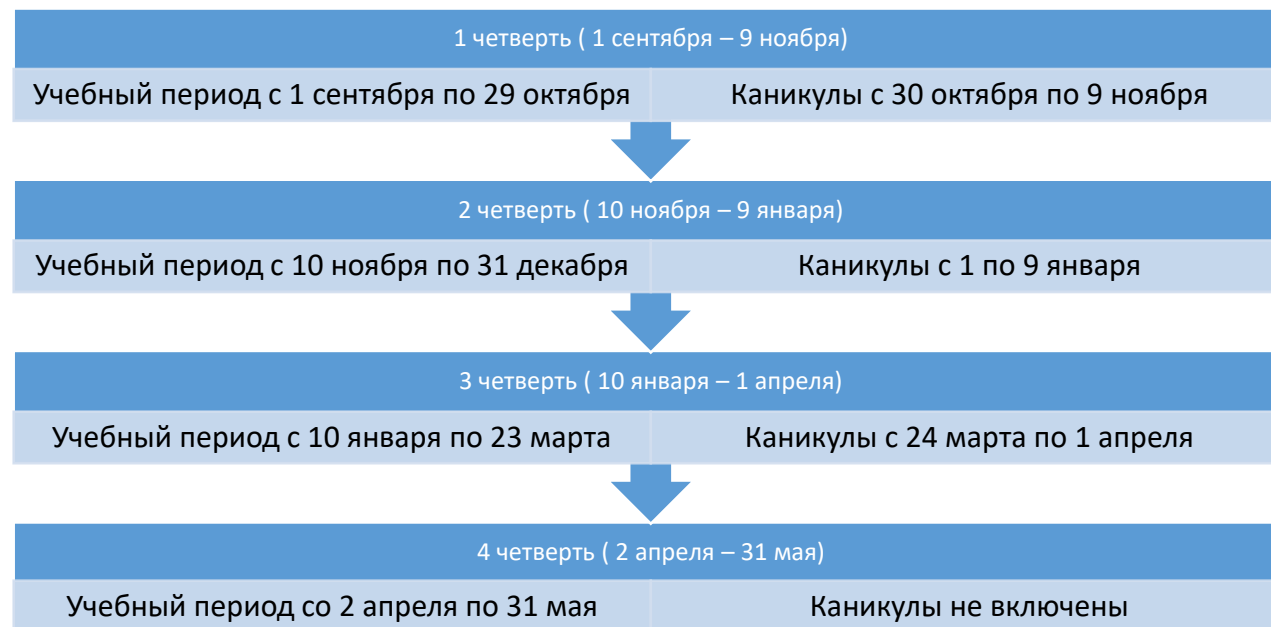 1 четверть ( 1 сентября – 9 ноября)
Учебный период с 1 сентября по 29 октября
Каникулы с 30 октября по 9 ноября
2 четверть ( 10 ноября – 9 января)
Учебный период с 10 ноября по 31 декабря
Каникулы с 1 по 9 января
3 четверть ( 10 января – 1 апреля)
Учебный период с 10 января по 23 марта
Каникулы с 24 марта по 1 апреля
4 четверть ( 2 апреля – 31 мая)
Учебный период со 2 апреля по 31 мая
Каникулы не включены